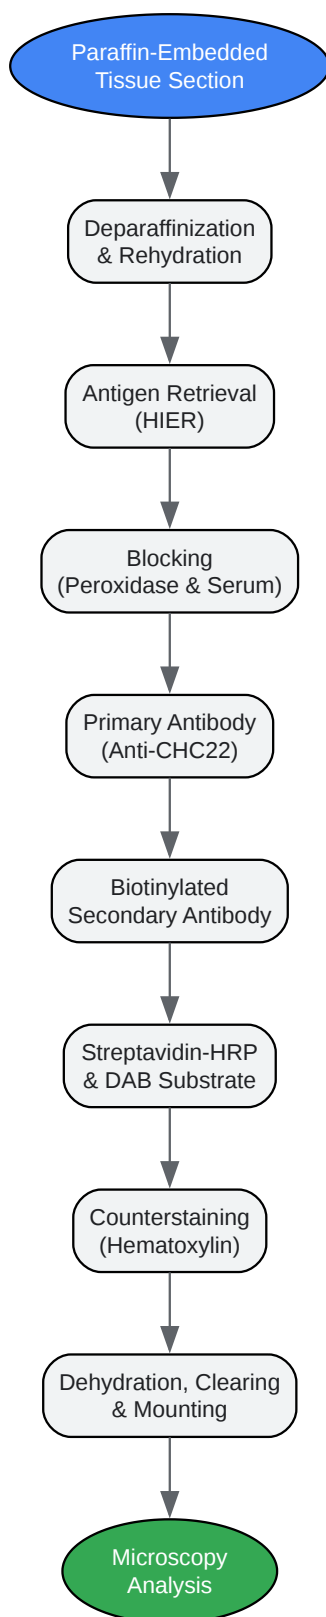 Paraffin-Embedded
Tissue Section
Deparaffinization
& Rehydration
Antigen Retrieval
(HIER)
Blocking
(Peroxidase & Serum)
Primary Antibody
(Anti-CHC22)
Biotinylated
Secondary Antibody
Streptavidin-HRP
& DAB Substrate
Counterstaining
(Hematoxylin)
Dehydration, Clearing
& Mounting
Microscopy
Analysis